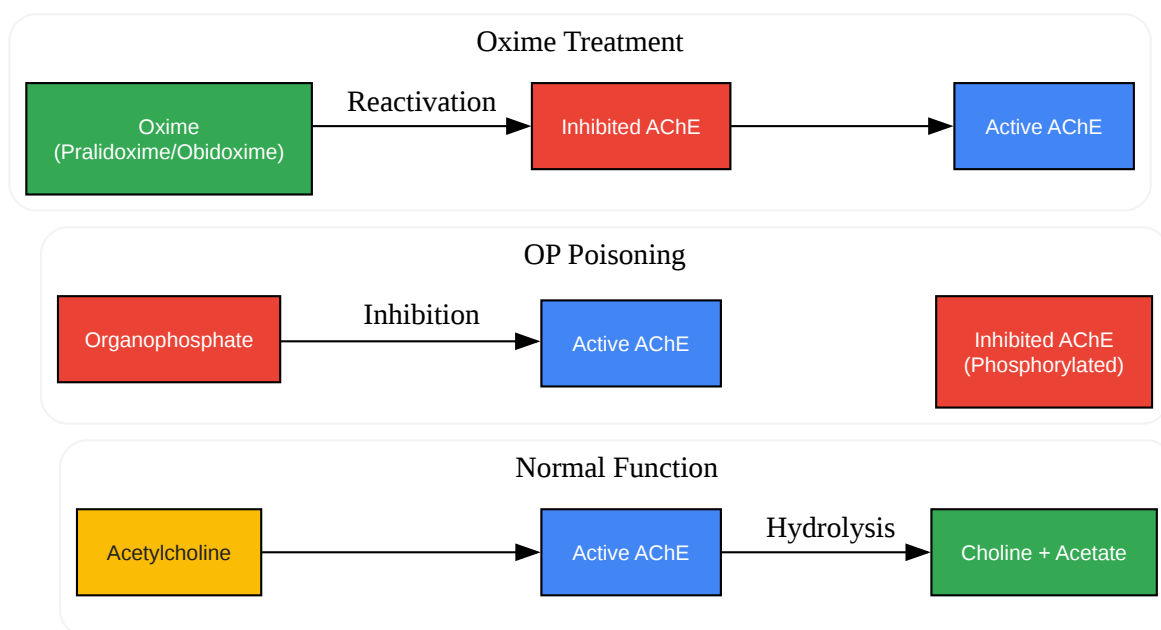 Oxime Treatment
Oxime
(Pralidoxime/Obidoxime)
Reactivation
Inhibited AChE
Active AChE
OP Poisoning
Organophosphate
Inhibition
Active AChE
Inhibited AChE
(Phosphorylated)
Normal Function
Acetylcholine
Active AChE
Hydrolysis
Choline + Acetate